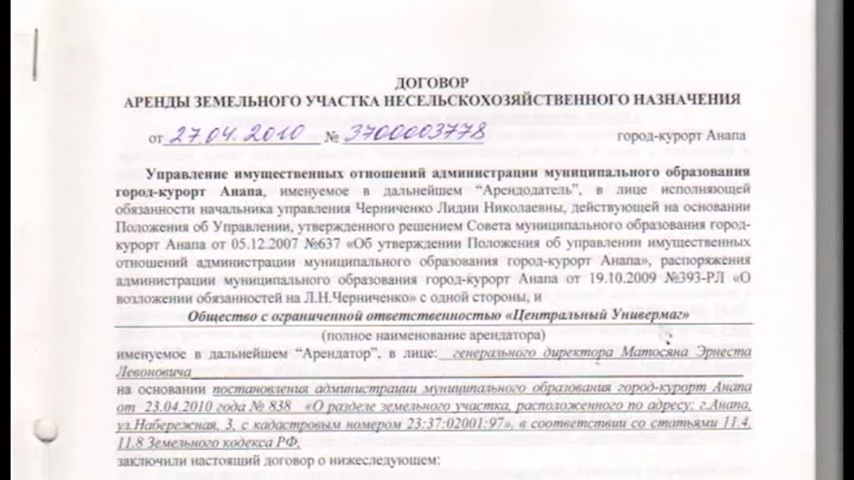 ДОГОВОР
АРЕНДЫ ЗЕМЕЛЬНОГО УЧАСТКА НЕСЕЛЬСКОХОЗЯЙСТВЕННОГО НАЗНАЧЕНИЯ
от 27.04.2010 № 3700003778 город-курорт Анапа
Управление имущественных отношений администрации муниципального образования
город-курорт Анапа, именуемое в дальнейшем “Арендодатель”, в лице исполняющей
обязанности начальника управления Черниченко Лидии Николаевны, действующей на основании
Положения об Управлении, утвержденного решением Совета муниципального образования город-
курорт Анапа от 05.12.2007 №637 «Об утверждении Положения об управлении имущественных
отношений администрации муниципального образования город-курорт Анапа», распоряжения
администрации муниципального образования город-курорт Анапа от 19.10.2009 №393-РЛ «О
возложении обязанностей на Л.Н.Черниченко» с одной стороны, и
Общество с ограниченной ответственностью «Центральный Универмаг»
(полное наименование арендатора)
именуемое в дальнейшем “Арендатор”, в лице: генерального директора Матосяна Эрнеста
Левоновича
на основании постановления администрации муниципального образования город-курорт Анапа
от 23.04.2010 года № 838 «О разделе земельного участка, расположенного по адресу: г.Анапа,
ул.Набережная, 3, с кадастровым номером 23:37:02001:97», в соответствии со статьями 11.4,
11.8 Земельного кодекса РФ,
заключили настоящий договор о нижеследующем: